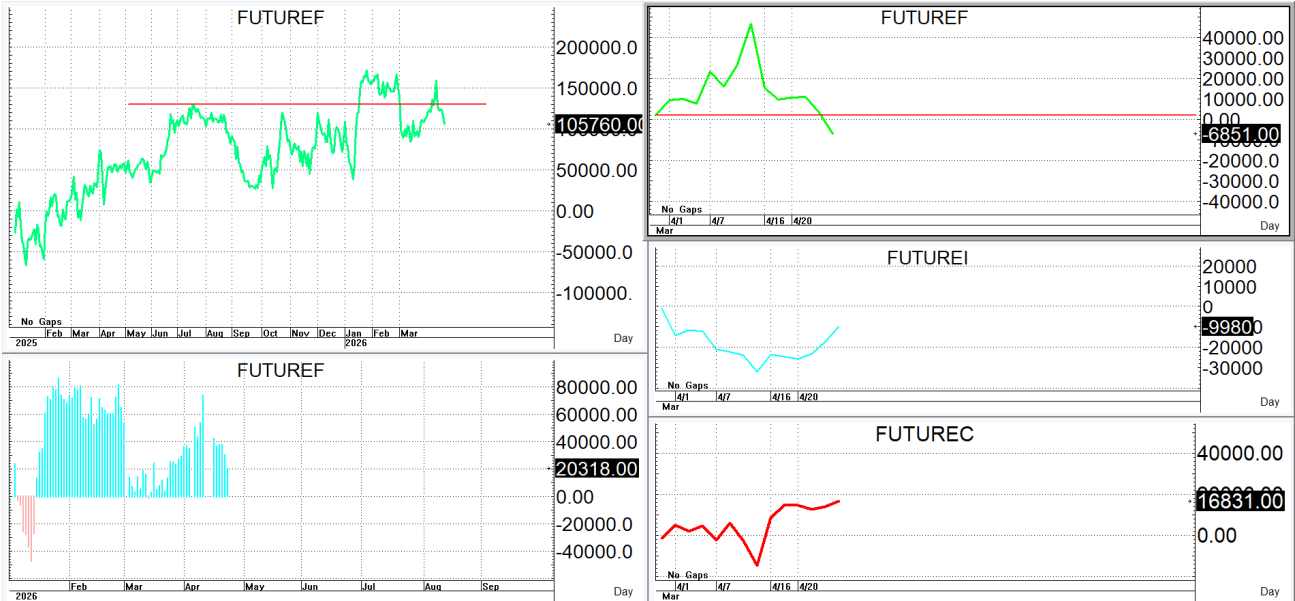 FUTUREF
200000.0
150000.0
105760.00
50000.0
0.00
-50000.0
-100000.
No Gaps
Feb Mar Apr May Jun Jul Aug Sep Oct Nov Dec Jan Feb Mar
2025 2026
Day
FUTUREF
80000.00
60000.00
40000.00
20318.00
0.00
-20000.0
-40000.0
Feb Mar Apr May Jun Jul Aug Sep
2026
Day
FUTUREF
40000.00
30000.00
20000.00
10000.00
0.00
-6851.00
-20000.0
-30000.0
-40000.0
No Gaps
4/1 4/7 4/16 4/20
Mar
Day
FUTUREI
20000
10000
0
-9980
-20000
-30000
No Gaps
4/1 4/7 4/16 4/20
Mar
Day
FUTUREC
40000.00
16831.00
0.00
No Gaps
4/1 4/7 4/16 4/20
Mar
Day